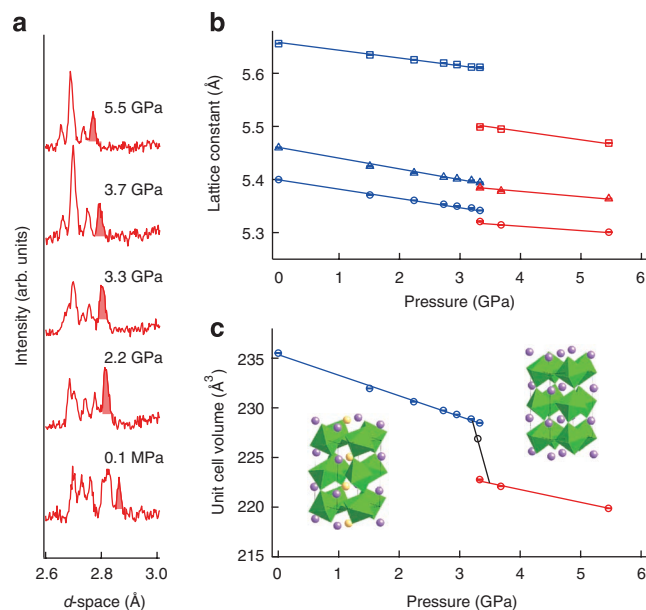 a
5.5 GPa
3.7 GPa
3.3 GPa
2.2 GPa
0.1 MPa
Intensity (arb. units)
2.6 2.8 3.0
d-space (Å)
b
5.6
5.5
5.4
5.3
Lattice constant (Å)
0 1 2 3 4 5 6
Pressure (GPa)
c
235
230
225
220
215
Unit cell volume (Å³)
0 1 2 3 4 5 6
Pressure (GPa)